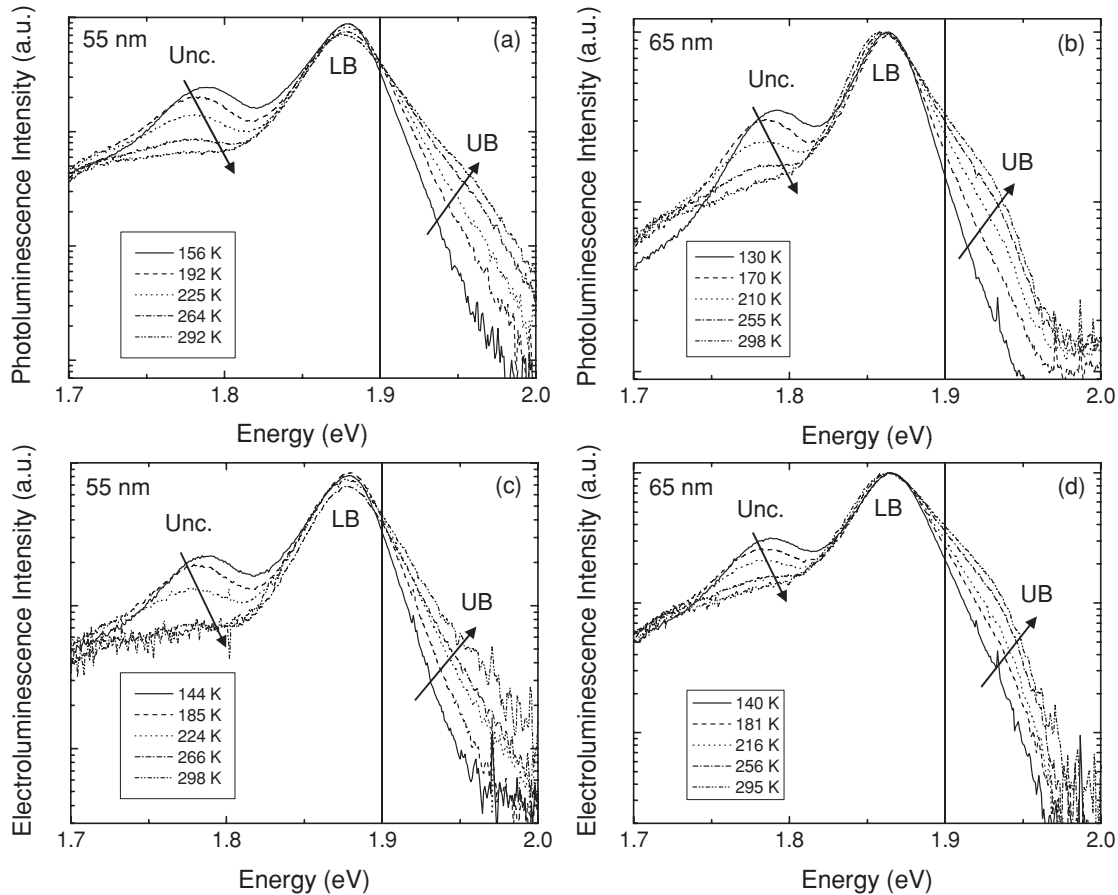 55 nm
(a)
Unc.
LB
UB
156 K
192 K
225 K
264 K
292 K
Photoluminescence Intensity (a.u.)
1.7
1.8
1.9
2.0
Energy (eV)
65 nm
(b)
Unc.
LB
UB
130 K
170 K
210 K
255 K
298 K
Photoluminescence Intensity (a.u.)
1.7
1.8
1.9
2.0
Energy (eV)
55 nm
(c)
Unc.
LB
UB
144 K
185 K
224 K
266 K
298 K
Electroluminescence Intensity (a.u.)
1.7
1.8
1.9
2.0
Energy (eV)
65 nm
(d)
Unc.
LB
UB
140 K
181 K
216 K
256 K
295 K
Electroluminescence Intensity (a.u.)
1.7
1.8
1.9
2.0
Energy (eV)